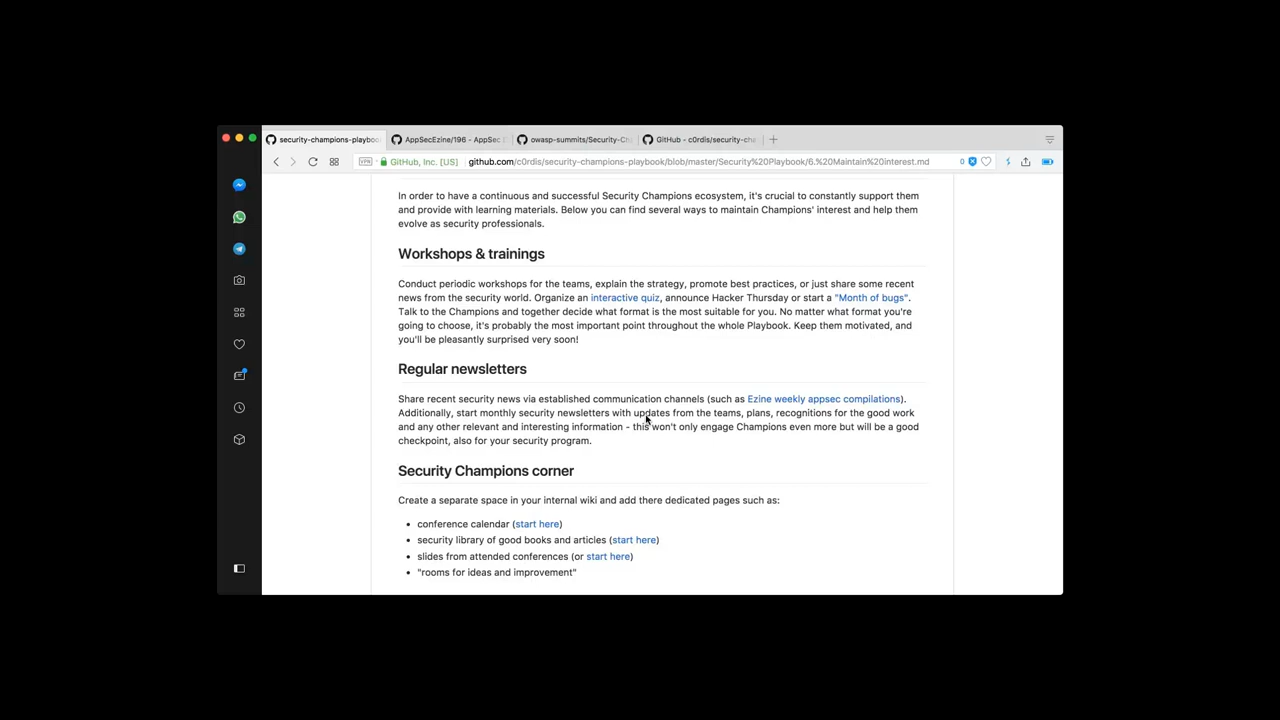 security-champions-playboo
AppSecEzine/196 - AppSec
owasp-summits/Security-Ch
GitHub - c0rdis/security-cha
VPN
GitHub, Inc. [US]
github.com/c0rdis/security-champions-playbook/blob/master/Security%20Playbook/6.%20Maintain%20interest.md
0
In order to have a continuous and successful Security Champions ecosystem, it's crucial to constantly support them
and provide with learning materials. Below you can find several ways to maintain Champions' interest and help them
evolve as security professionals.
Workshops & trainings
Conduct periodic workshops for the teams, explain the strategy, promote best practices, or just share some recent
news from the security world. Organize an interactive quiz, announce Hacker Thursday or start a "Month of bugs".
Talk to the Champions and together decide what format is the most suitable for you. No matter what format you're
going to choose, it's probably the most important point throughout the whole Playbook. Keep them motivated, and
you'll be pleasantly surprised very soon!
Regular newsletters
Share recent security news via established communication channels (such as Ezine weekly appsec compilations).
Additionally, start monthly security newsletters with updates from the teams, plans, recognitions for the good work
and any other relevant and interesting information - this won't only engage Champions even more but will be a good
checkpoint, also for your security program.
Security Champions corner
Create a separate space in your internal wiki and add there dedicated pages such as:
• conference calendar (start here)
• security library of good books and articles (start here)
• slides from attended conferences (or start here)
• "rooms for ideas and improvement"